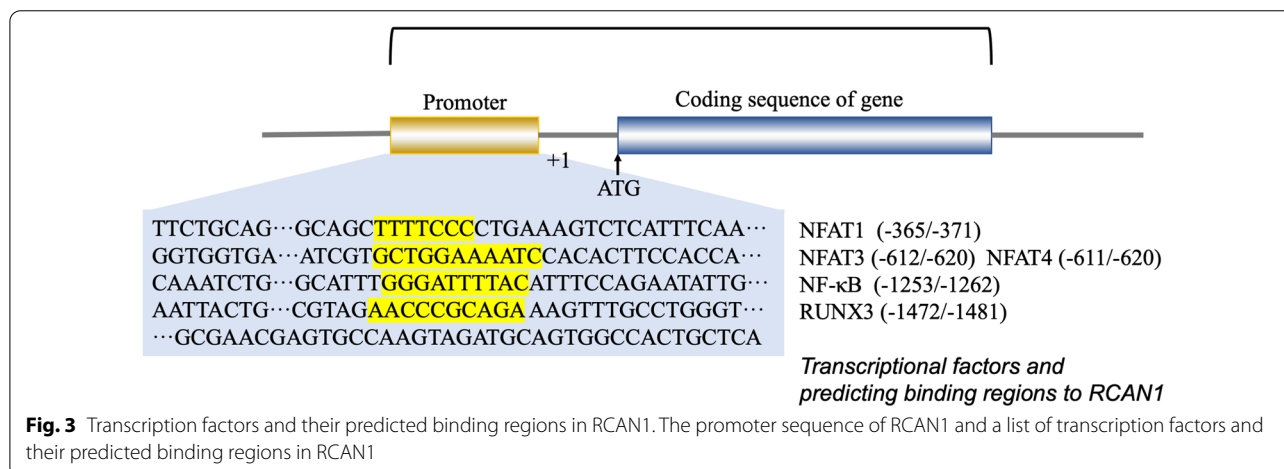 Promoter
Coding sequence of gene
+1
ATG
TTCTGCAG···GCAGCTTTTCCCCTGAAAGTCTCATTTCAA··· NFAT1 (-365/-371)
GGTGGTGA···ATCGTGCTGGAAAATCCACACTTCCACCA··· NFAT3 (-612/-620) NFAT4 (-611/-620)
CAAATCTG···GCATTTGGGATTTTACATTTCCAGAATATTG··· NF-κB (-1253/-1262)
AATTACTG···CGTAGAACCCGCAGAAAGTTTGCCTGGGT··· RUNX3 (-1472/-1481)
···GCGAACGAGTGCCAAGTAGATGCAGTGGCCACTGCTCA
Transcriptional factors and
predicting binding regions to RCAN1
Fig. 3 Transcription factors and their predicted binding regions in RCAN1. The promoter sequence of RCAN1 and a list of transcription factors and
their predicted binding regions in RCAN1